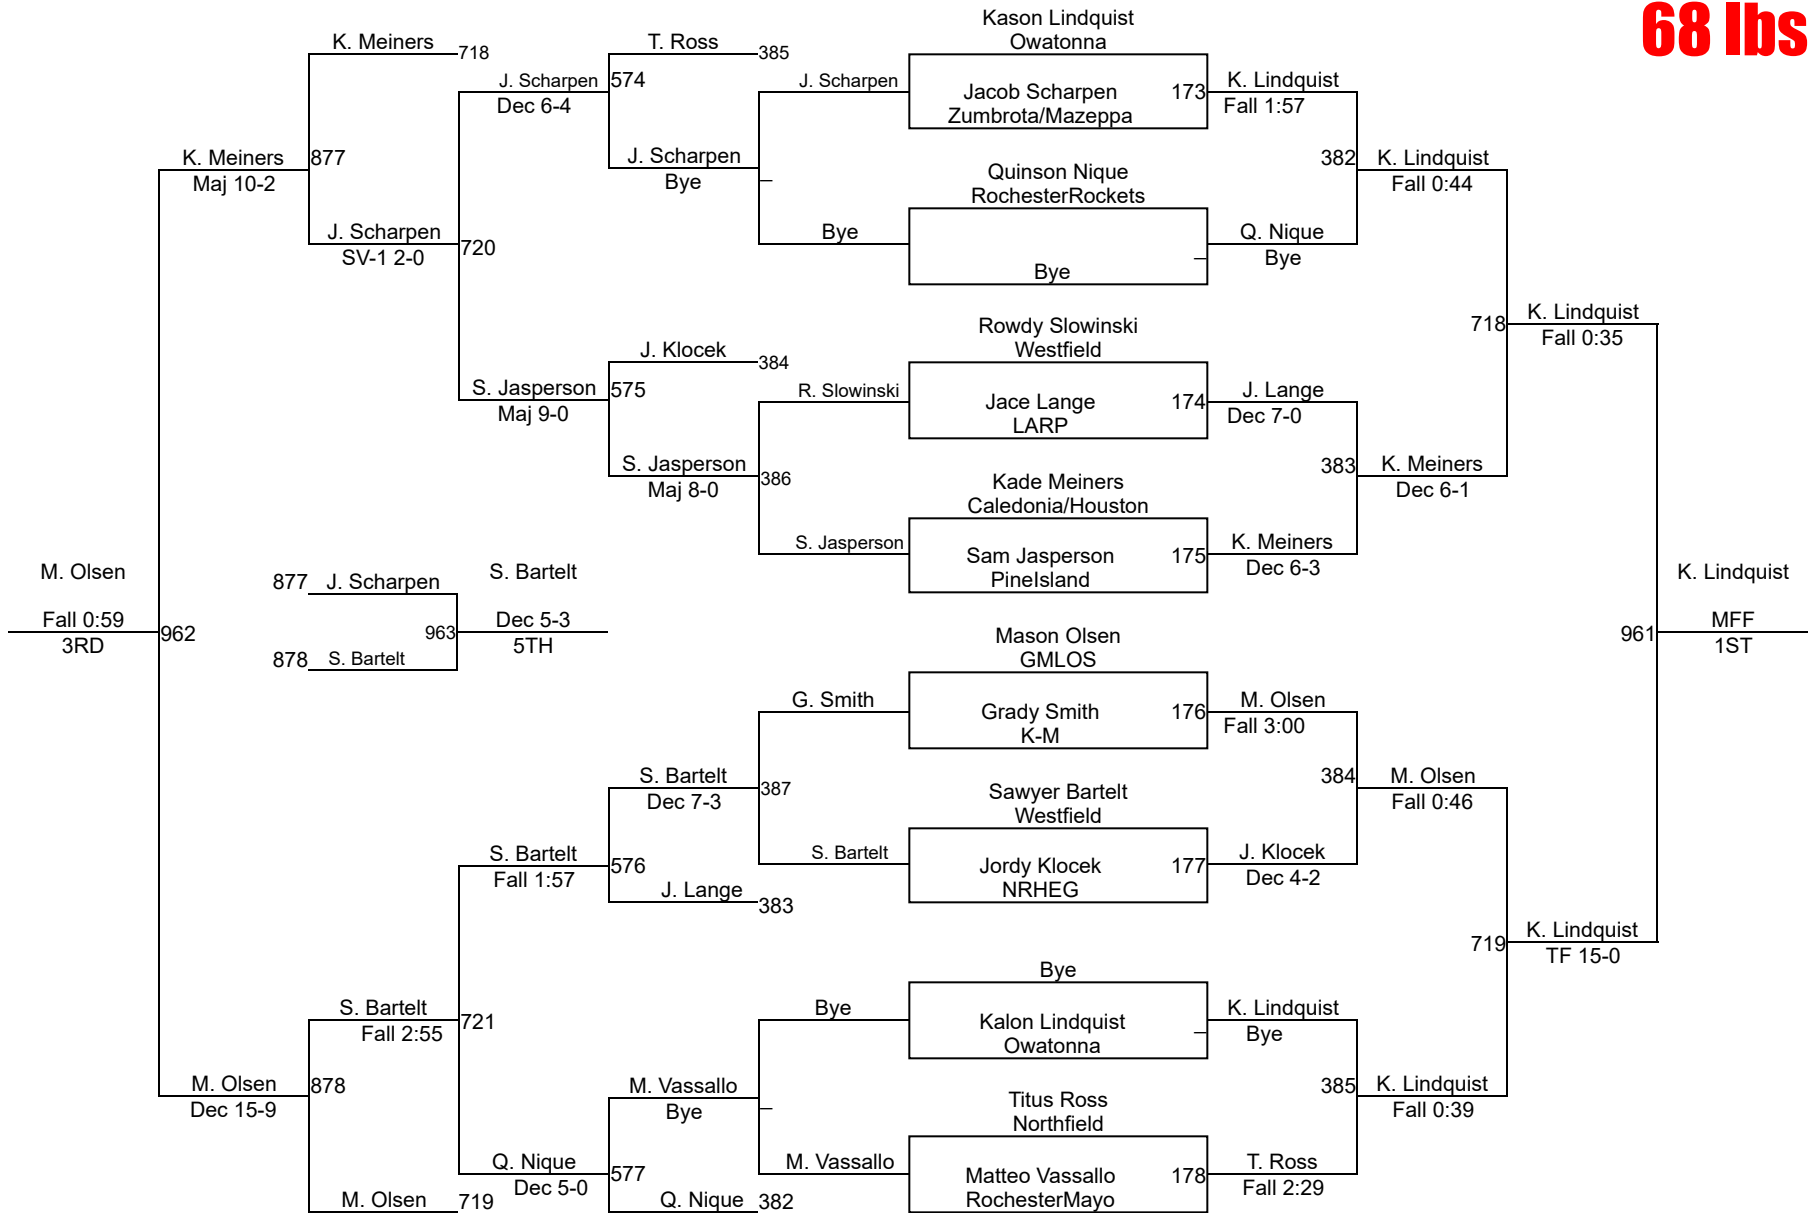 68 lbs
Kason Lindquist
Owatonna
K. Meiners
718
T. Ross
385
J. Scharpen
574
Dec 6-4
J. Scharpen
Jacob Scharpen
173
Zumbrota/Mazeppa
K. Lindquist
Fall 1:57
K. Meiners
877
Maj 10-2
J. Scharpen
Bye
Quinson Nique
RochesterRockets
382
K. Lindquist
Fall 0:44
J. Scharpen
720
SV-1 2-0
Bye
Bye
Q. Nique
Bye
Rowdy Slowinski
Westfield
718
K. Lindquist
Fall 0:35
J. Klocek
384
S. Jasperson
575
Maj 9-0
R. Slowinski
Jace Lange
174
LARP
J. Lange
Dec 7-0
S. Jasperson
386
Maj 8-0
Kade Meiners
Caledonia/Houston
383
K. Meiners
Dec 6-1
S. Jasperson
Sam Jasperson
175
PineIsland
K. Meiners
Dec 6-3
M. Olsen
Fall 0:59
3RD
962
877
J. Scharpen
878
S. Bartelt
963
S. Bartelt
Dec 5-3
5TH
K. Lindquist
961
MFF
1ST
Mason Olsen
GMLOS
G. Smith
Grady Smith
176
K-M
M. Olsen
Fall 3:00
S. Bartelt
387
Dec 7-3
Sawyer Bartelt
Westfield
384
M. Olsen
Fall 0:46
S. Bartelt
576
Fall 1:57
S. Bartelt
Jordy Klocek
177
NRHEG
J. Klocek
Dec 4-2
J. Lange
383
719
K. Lindquist
TF 15-0
Bye
S. Bartelt
721
Fall 2:55
Bye
Kalon Lindquist
Owatonna
K. Lindquist
Bye
M. Olsen
878
Dec 15-9
M. Vassallo
Bye
Titus Ross
Northfield
385
K. Lindquist
Fall 0:39
Q. Nique
577
Dec 5-0
M. Vassallo
Matteo Vassallo
178
RochesterMayo
T. Ross
Fall 2:29
M. Olsen
719
Q. Nique
382